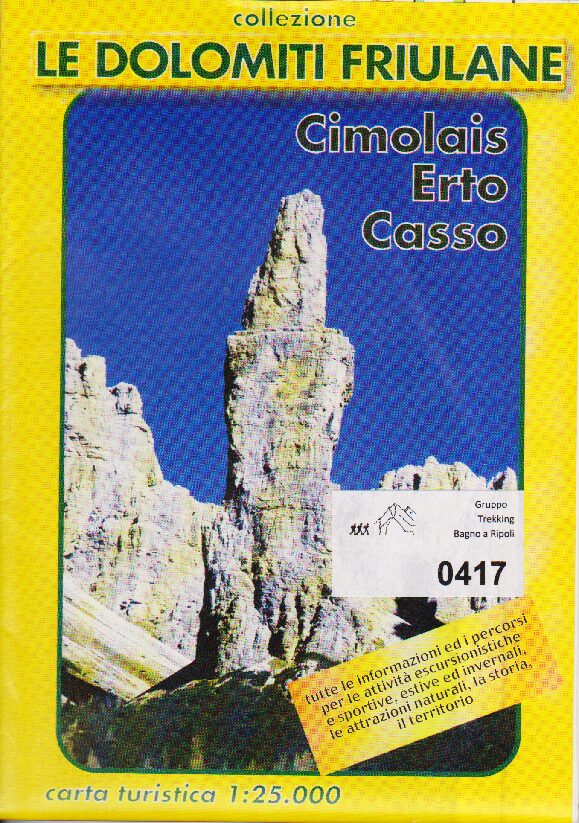 collezione
LE DOLOMITI FRIULANE
Cimolais
Erto
Casso
Gruppo
Trekking
Bagno a Ripoli
0417
tutte le informazioni ed i percorsi
per le attività escursionistiche
e sportive, estive ed invernali,
le attrazioni naturali, la storia,
il territorio
carta turistica 1:25.000